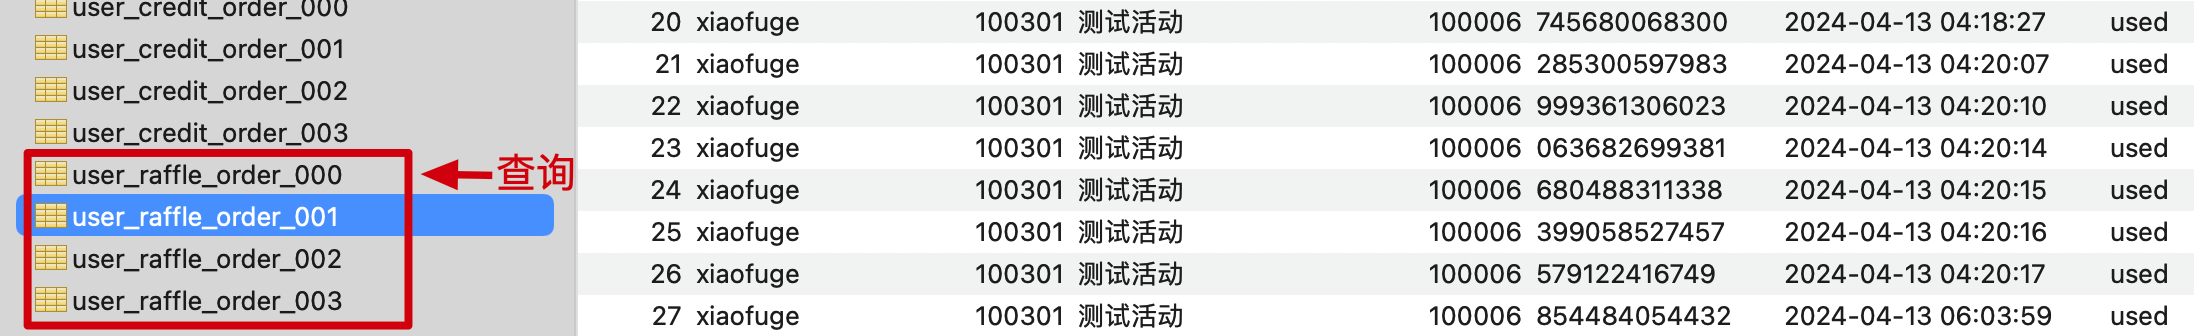 user_credit_order_000
user_credit_order_001
user_credit_order_002
user_credit_order_003
user_raffle_order_000
查询
user_raffle_order_001
user_raffle_order_002
user_raffle_order_003
20 xiaofuge 100301 测试活动 100006 745680068300 2024-04-13 04:18:27 used
21 xiaofuge 100301 测试活动 100006 285300597983 2024-04-13 04:20:07 used
22 xiaofuge 100301 测试活动 100006 999361306023 2024-04-13 04:20:10 used
23 xiaofuge 100301 测试活动 100006 063682699381 2024-04-13 04:20:14 used
24 xiaofuge 100301 测试活动 100006 680488311338 2024-04-13 04:20:15 used
25 xiaofuge 100301 测试活动 100006 399058527457 2024-04-13 04:20:16 used
26 xiaofuge 100301 测试活动 100006 579122416749 2024-04-13 04:20:17 used
27 xiaofuge 100301 测试活动 100006 854484054432 2024-04-13 06:03:59 used